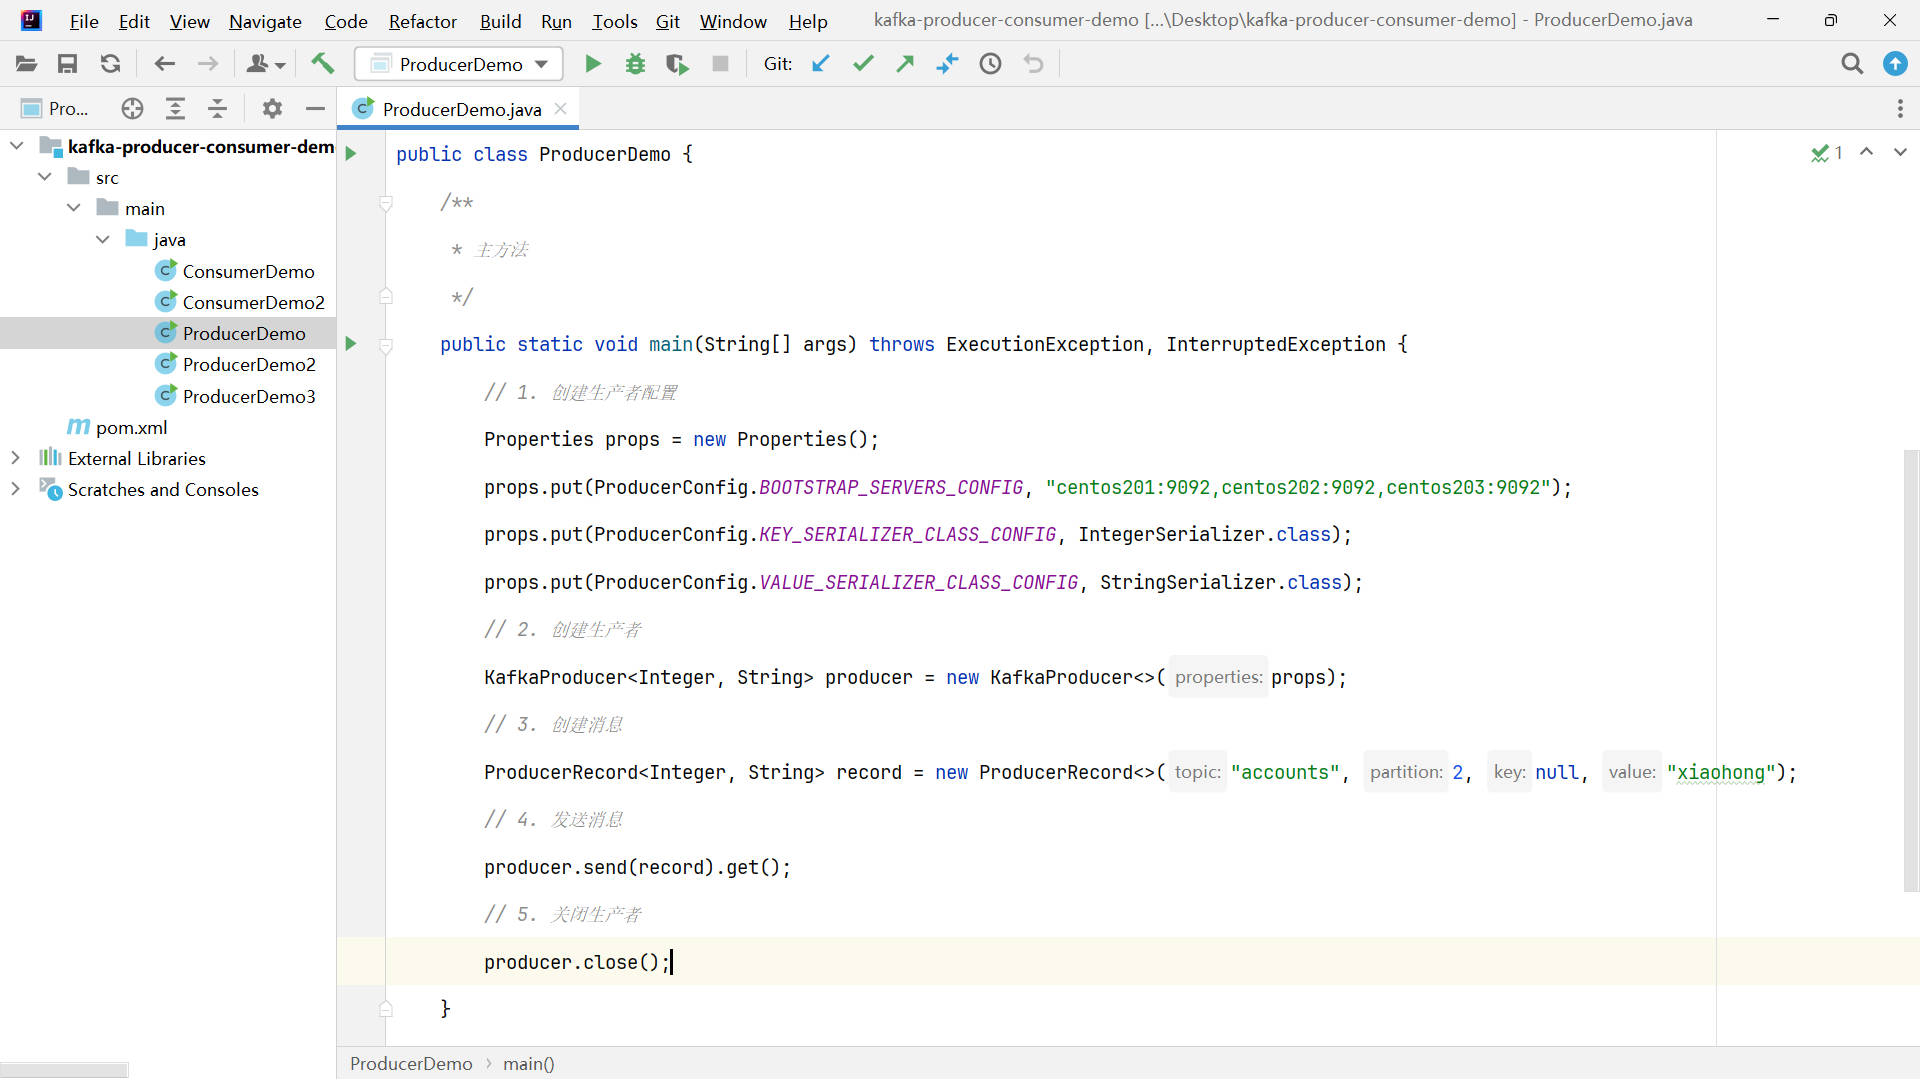 File Edit View Navigate Code Refactor Build Run Tools Git Window Help kafka-producer-consumer-demo [...\Desktop\kafka-producer-consumer-demo] - ProducerDemo.java
ProducerDemo Git:
Pro... ProducerDemo.java
kafka-producer-consumer-dem
src
main
java
ConsumerDemo
ConsumerDemo2
ProducerDemo
ProducerDemo2
ProducerDemo3
pom.xml
External Libraries
Scratches and Consoles
1
public class ProducerDemo {
/**
* 主方法
*/
public static void main(String[] args) throws ExecutionException, InterruptedException {
// 1. 创建生产者配置
Properties props = new Properties();
props.put(ProducerConfig.BOOTSTRAP_SERVERS_CONFIG, "centos201:9092,centos202:9092,centos203:9092");
props.put(ProducerConfig.KEY_SERIALIZER_CLASS_CONFIG, IntegerSerializer.class);
props.put(ProducerConfig.VALUE_SERIALIZER_CLASS_CONFIG, StringSerializer.class);
// 2. 创建生产者
KafkaProducer<Integer, String> producer = new KafkaProducer<>( properties: props);
// 3. 创建消息
ProducerRecord<Integer, String> record = new ProducerRecord<>( topic: "accounts", partition: 2, key: null, value: "xiaohong");
// 4. 发送消息
producer.send(record).get();
// 5. 关闭生产者
producer.close();
}
ProducerDemo > main()